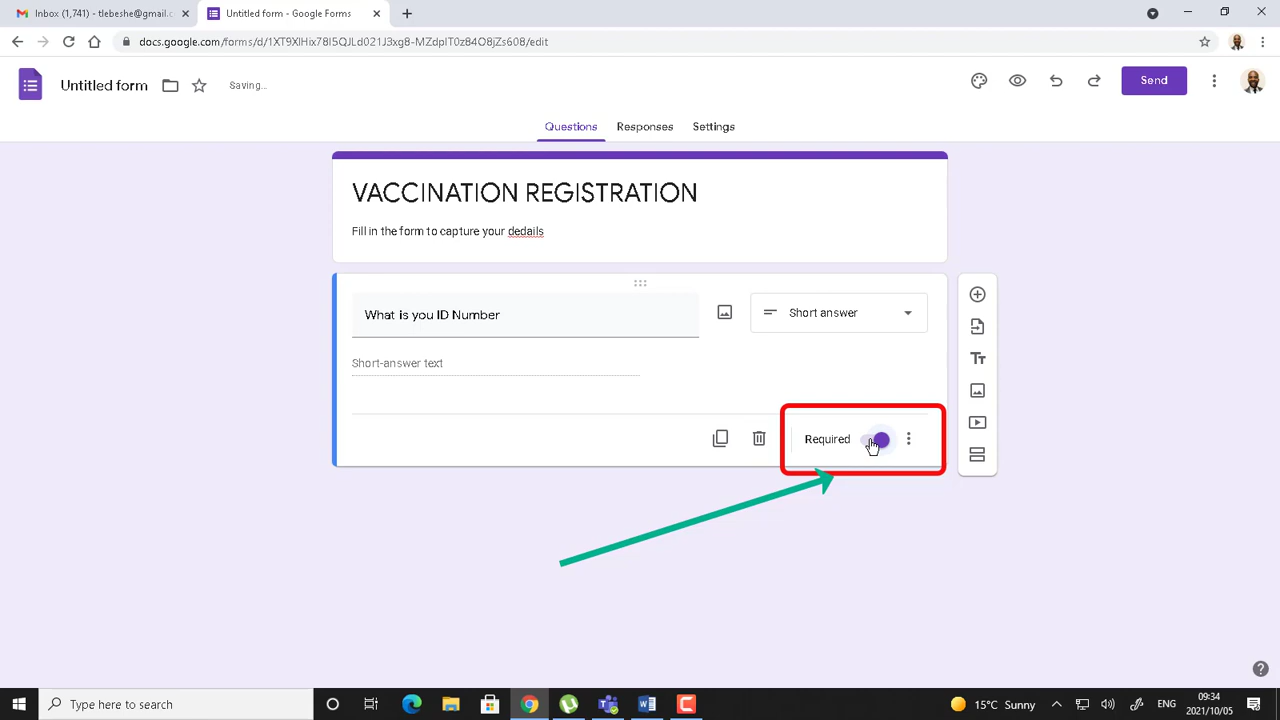 Inbox (1,741) - tlebeshe@gmail.c
Untitled form - Google Forms
docs.google.com/forms/d/1XT9XlHix78I5QJLd021J3xg8-MZdpIT0z84O8jZs608/edit
Untitled form
Saving...
Send
Questions
Responses
Settings
VACCINATION REGISTRATION
Fill in the form to capture your dedails
What is you ID Number
Short answer
Short-answer text
Required
Type here to search
15°C Sunny
ENG
09:34
2021/10/05